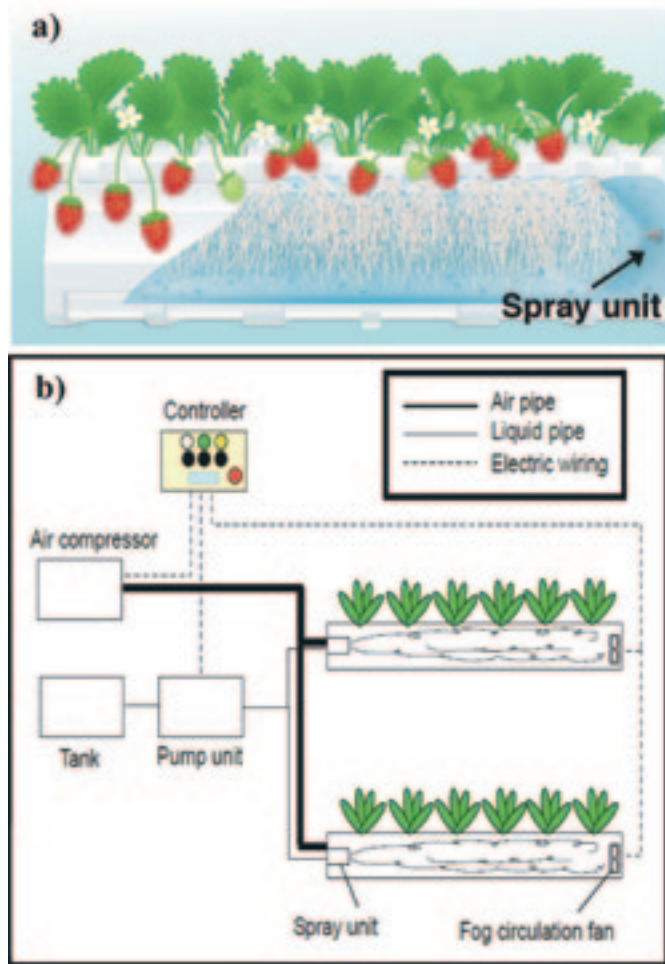 a)
Spray unit
b)
Controller
Air pipe
Liquid pipe
Electric wiring
Air compressor
Tank
Pump unit
Spray unit
Fog circulation fan